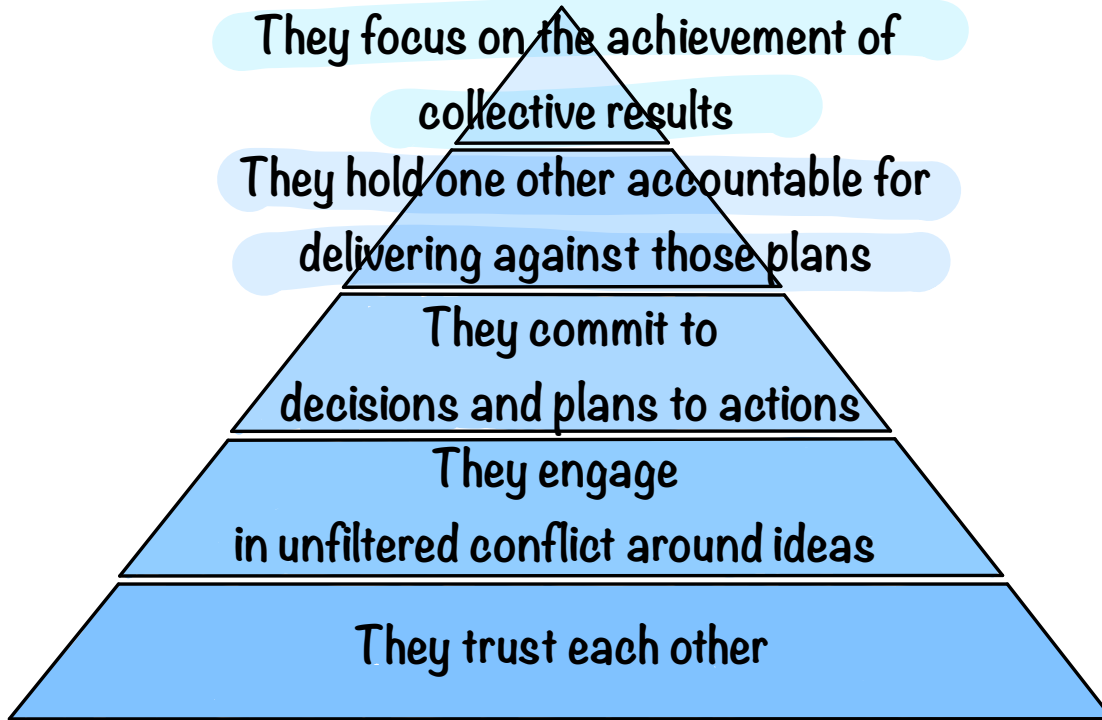 They focus on the achievement of
collective results
They hold one other accountable for
delivering against those plans
They commit to
decisions and plans to actions
They engage
in unfiltered conflict around ideas
They trust each other